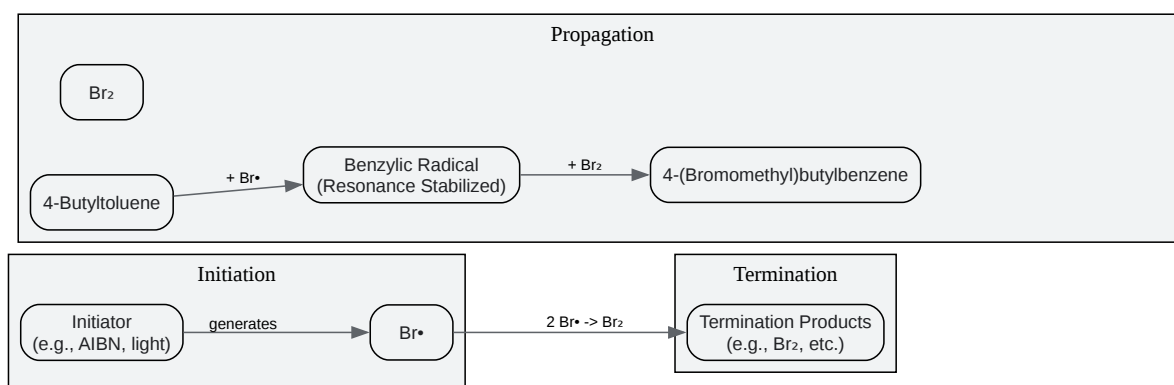 Propagation
Br₂
4-Butyltoluene
+ Br•
Benzylic Radical
(Resonance Stabilized)
+ Br₂
4-(Bromomethyl)butylbenzene
Initiation
Initiator
(e.g., AIBN, light)
generates
Br•
2 Br• -> Br₂
Termination
Termination Products
(e.g., Br₂, etc.)